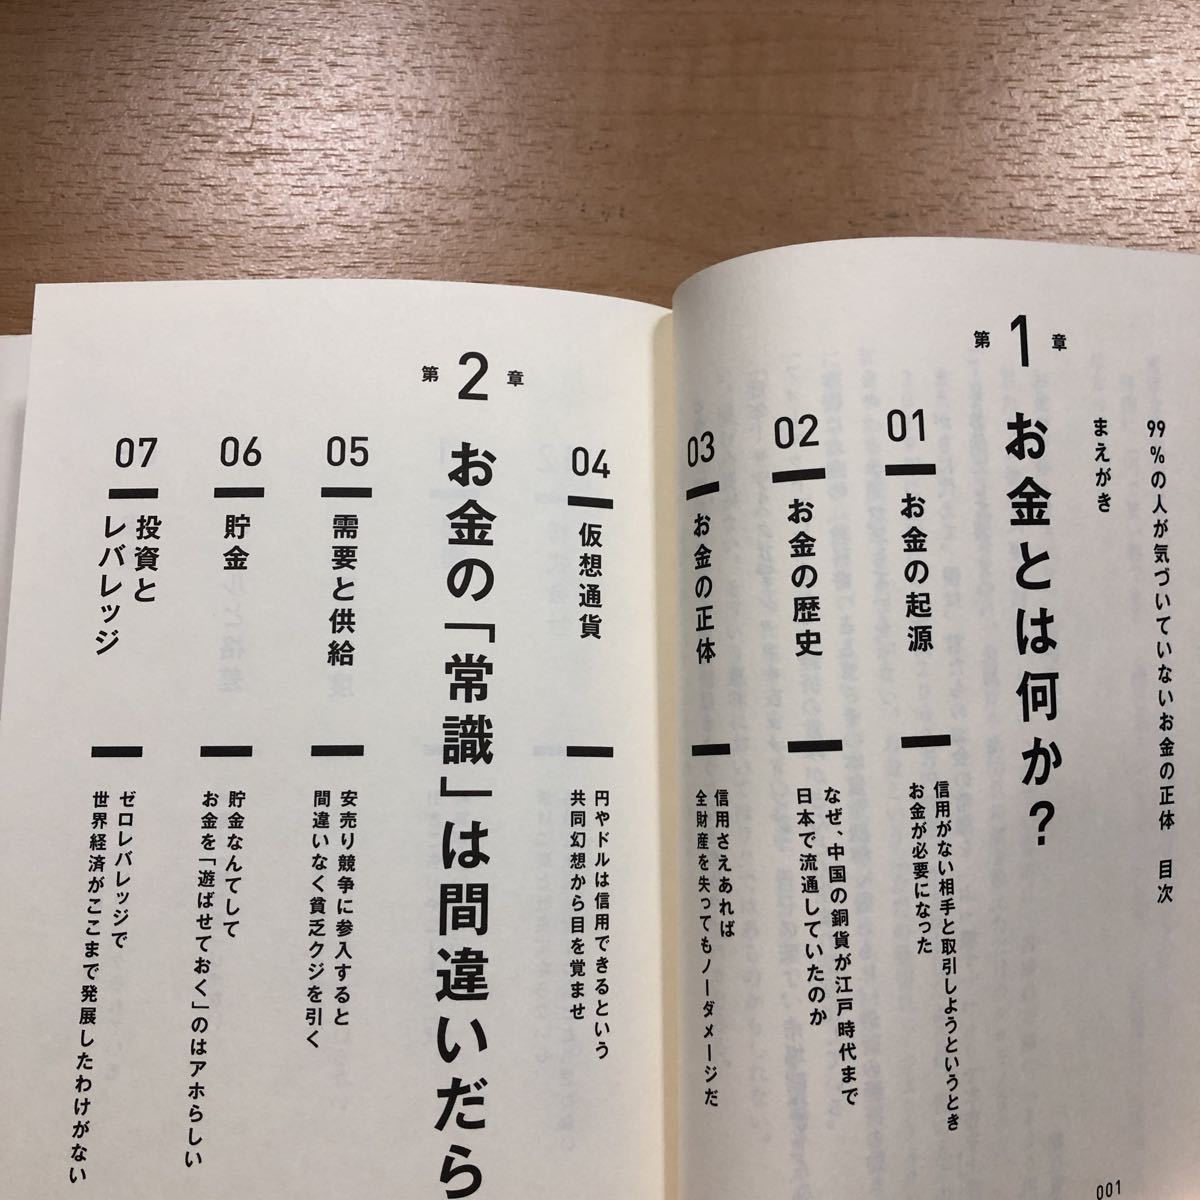 99%の人が気づいていないお金の正体　目次
まえがき
第1章
お金とは何か？
01
お金の起源
信用がない相手と取引しようというとき
お金が必要になった
02
お金の歴史
なぜ、中国の銅貨が江戸時代まで
日本で流通していたのか
03
お金の正体
信用さえあれば
全財産を失ってもノーダメージだ
001
04
仮想通貨
円やドルは信用できるという
共同幻想から目を覚ませ
第2章
お金の「常識」は間違いだら
05
需要と供給
安売り競争に参入すると
間違いなく貧乏クジを引く
06
貯金
貯金なんてして
お金を「遊ばせておく」のはアホらしい
07
投資と
レバレッジ
ゼロレバレッジで
世界経済がここまで発展したわけがない